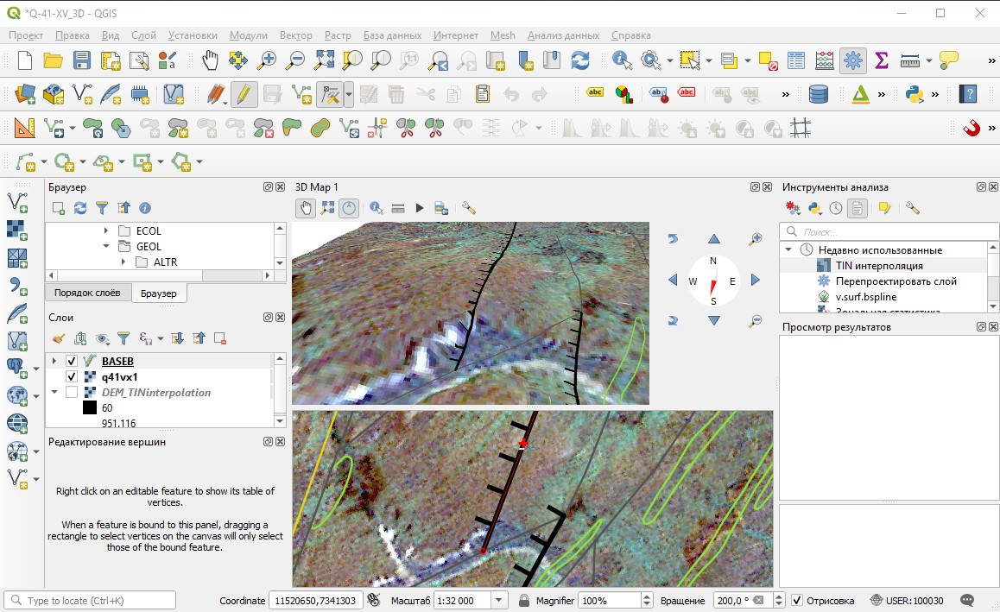 *Q-41-XV_3D - QGIS
Проект Правка Вид Слой Установки Модули Вектор Растр База данных Интернет Mesh Анализ данных Справка
Браузер
ECOL
GEOL
ALTR
Порядок слоёв Браузер
Слои
BASEB
q41vx1
DEM_TINinterpolation
60
951.116
Редактирование вершин
Right click on an editable feature to show its table of
vertices.
When a feature is bound to this panel, dragging a
rectangle to select vertices on the canvas will only select
those of the bound feature.
3D Map 1
N
W E
S
Инструменты анализа
Поиск...
Недавно использованные
TIN интерполяция
Перепроектировать слой
v.surf.bspline
Зональная статистика
Просмотр результатов
Type to locate (Ctrl+K) Coordinate 11520650,7341303 Масштаб 1:32 000 Magnifier 100% Вращение 200,0 ° Отрисовка USER:100030